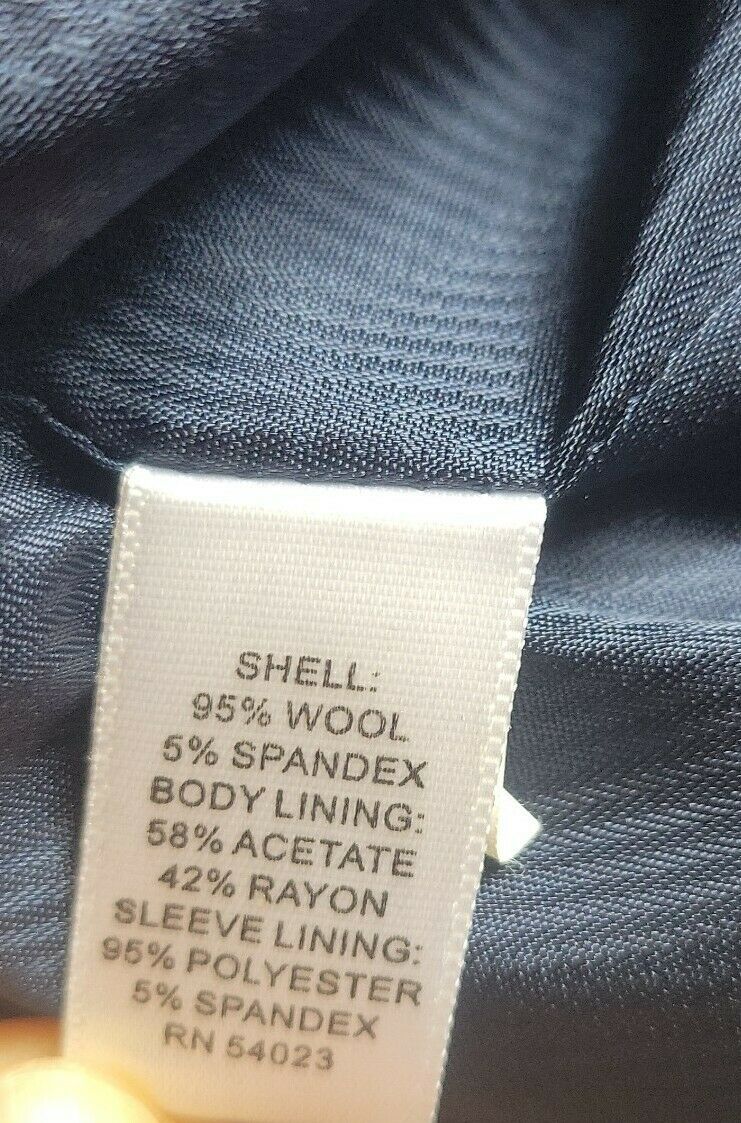 SHELL:
95% WOOL
5% SPANDEX
BODY LINING:
58% ACETATE
42% RAYON
SLEEVE LINING:
95% POLYESTER
5% SPANDEX
RN 54023